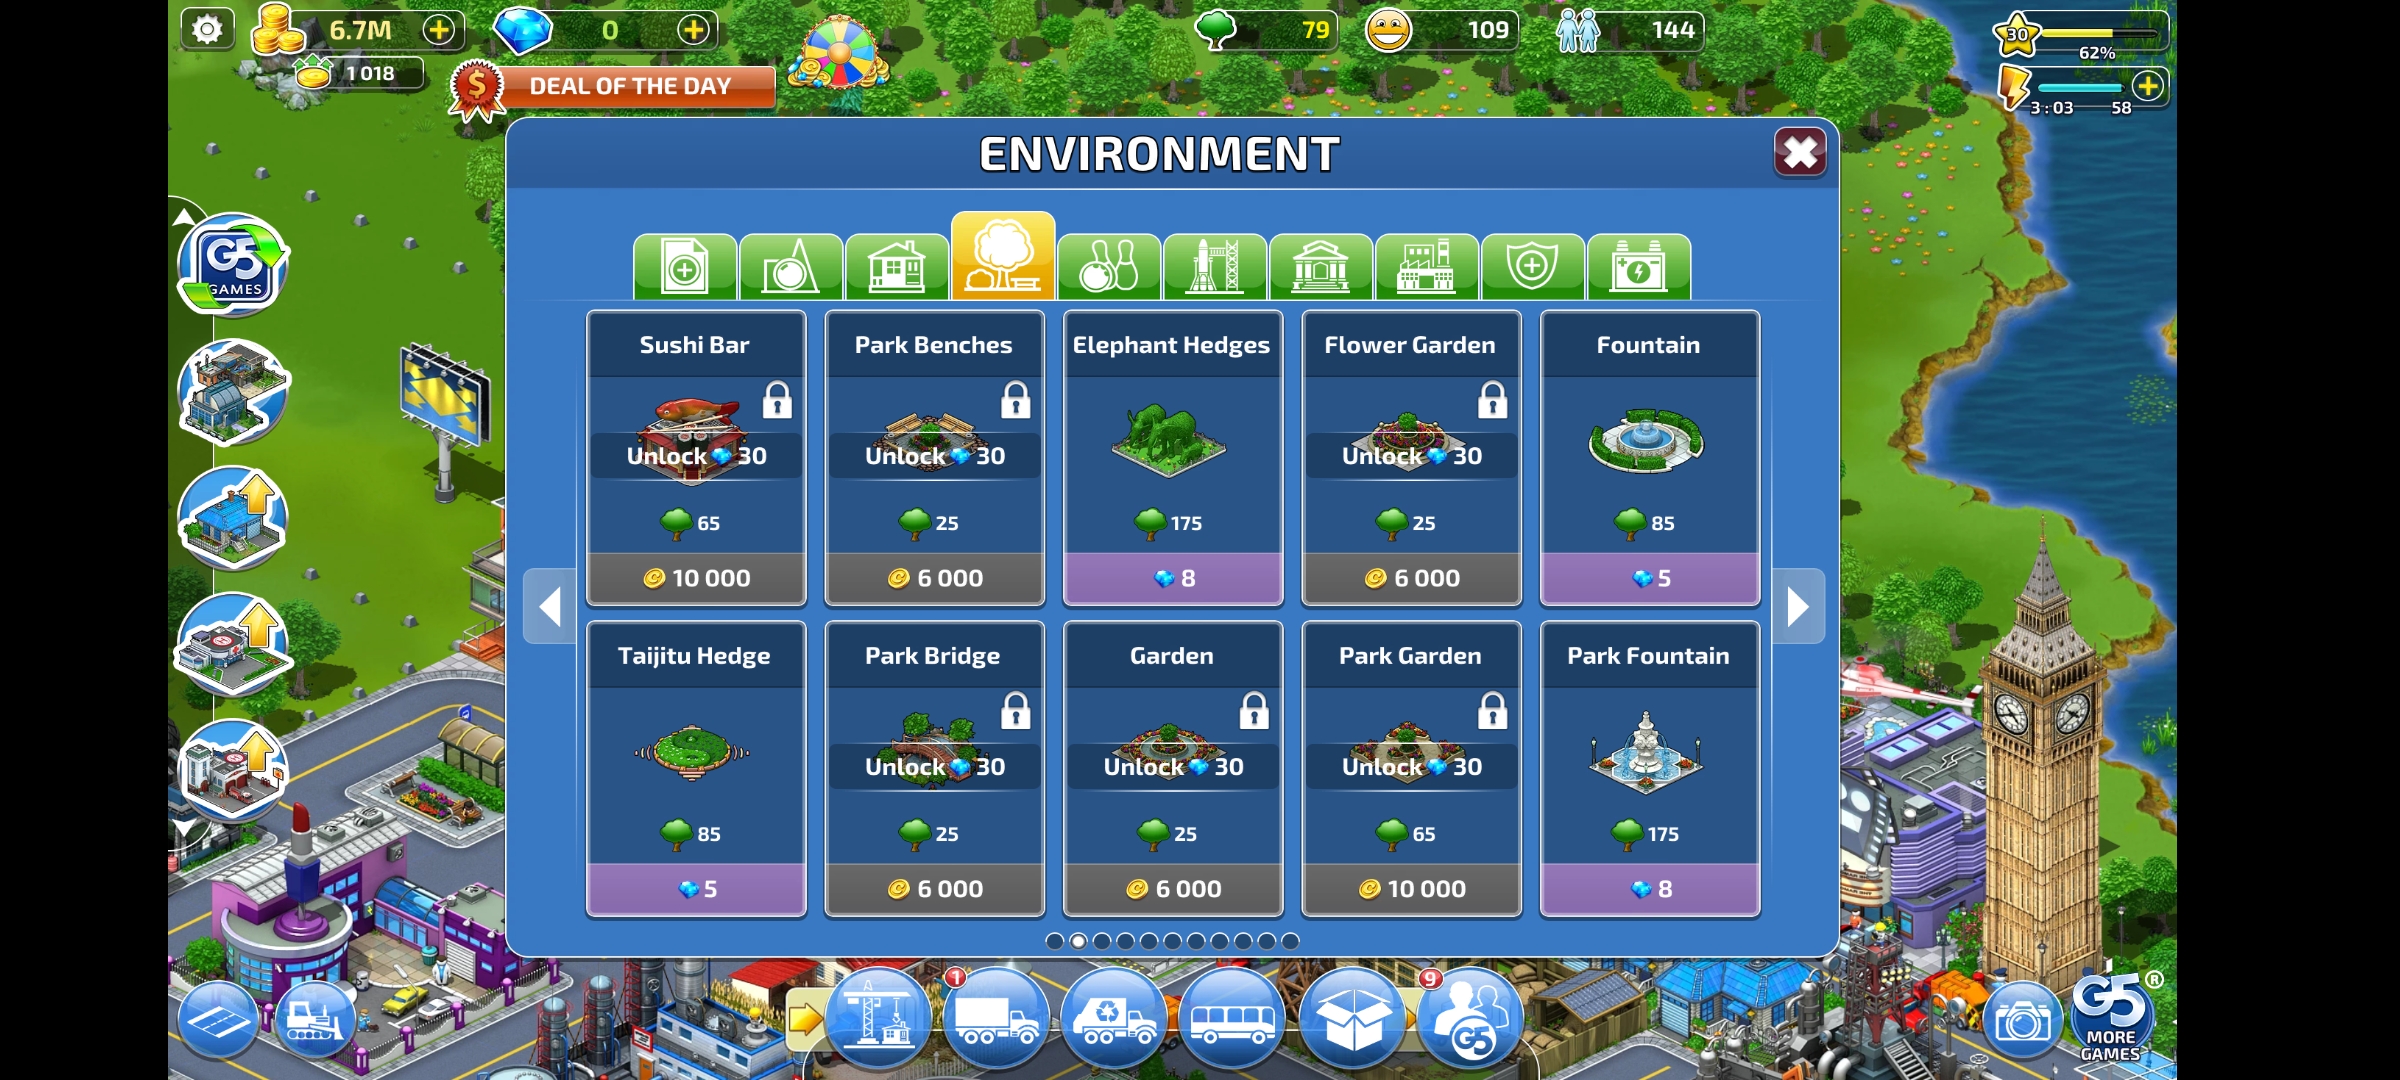 6.7M
0
79
109
144
30
62%
1 018
DEAL OF THE DAY
3:03
58
ENVIRONMENT
G5
GAMES
Sushi Bar
Park Benches
Elephant Hedges
Flower Garden
Fountain
Unlock 30
Unlock 30
Unlock 30
65
25
175
25
85
10 000
6 000
8
6 000
5
Taijitu Hedge
Park Bridge
Garden
Park Garden
Park Fountain
Unlock 30
Unlock 30
Unlock 30
85
25
25
65
175
5
6 000
6 000
10 000
8
1
9
G5
G5®
MORE
GAMES